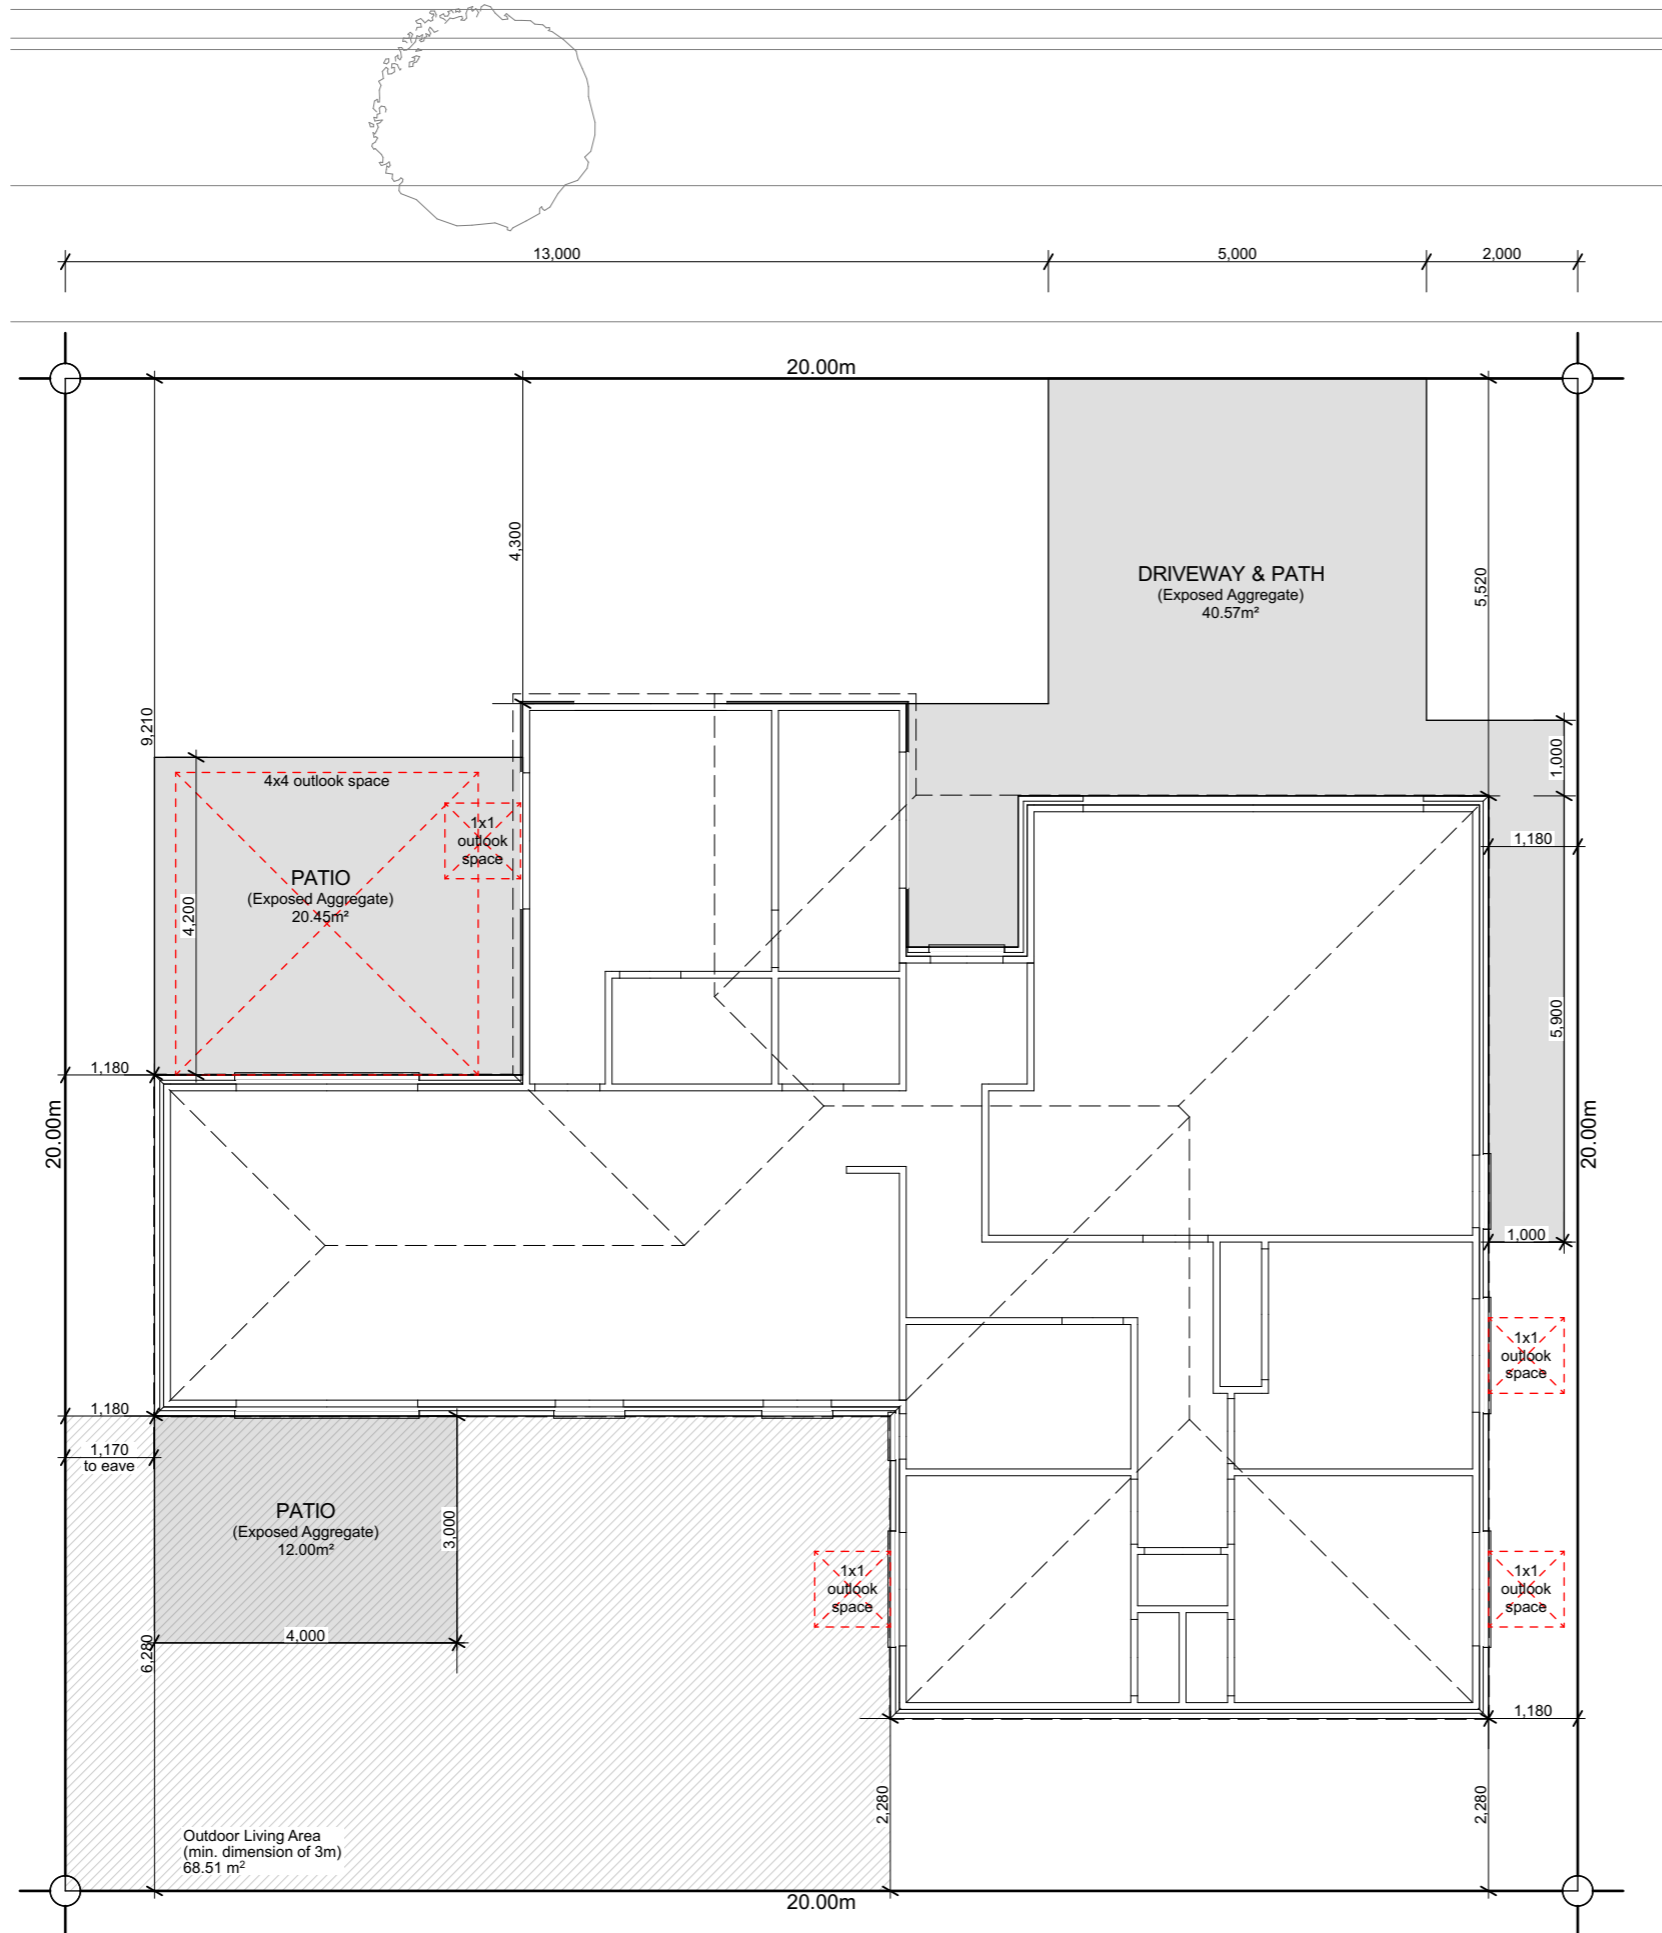 13,000
5,000
2,000
20.00m
4,300
5,520
DRIVEWAY & PATH
(Exposed Aggregate)
40.57m²
9,210
1,000
4x4 outlook space
1x1
outlook
space
1,180
PATIO
(Exposed Aggregate)
20.45m²
4,200
5,900
1,180
20.00m
20.00m
1,000
1x1
outlook
space
1,180
1,170
to eave
PATIO
(Exposed Aggregate)
12.00m²
3,000
1x1
outlook
space
1x1
outlook
space
4,000
6,280
1,180
2,280
2,280
Outdoor Living Area
(min. dimension of 3m)
68.51 m²
20.00m